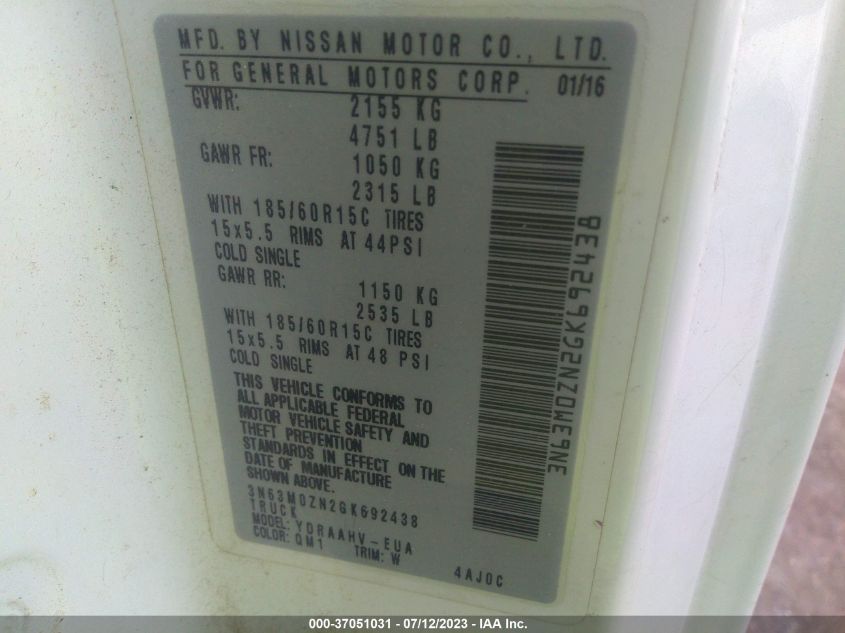 MFD. BY NISSAN MOTOR CO., LTD.
FOR GENERAL MOTORS CORP. 01/16
GVWR: 2155 KG
4751 LB
GAWR FR: 1050 KG
2315 LB
WITH 185/60R15C TIRES
15x5.5 RIMS AT 44PSI
COLD SINGLE
GAWR RR: 1150 KG
2535 LB
WITH 185/60R15C TIRES
15x5.5 RIMS AT 48 PSI
COLD SINGLE
THIS VEHICLE CONFORMS TO
ALL APPLICABLE FEDERAL
MOTOR VEHICLE SAFETY AND
THEFT PREVENTION
STANDARDS IN EFFECT ON THE
DATE OF MANUFACTURE
SHOWN ABOVE.
3N63M0ZN2GK692438
TRUCK
MODEL: YDRAAHV-EUA
COLOR: QM1 TRIM: W
4AJ0C
3N63M0ZN2GK692438
000-37051031 - 07/12/2023 - IAA Inc.